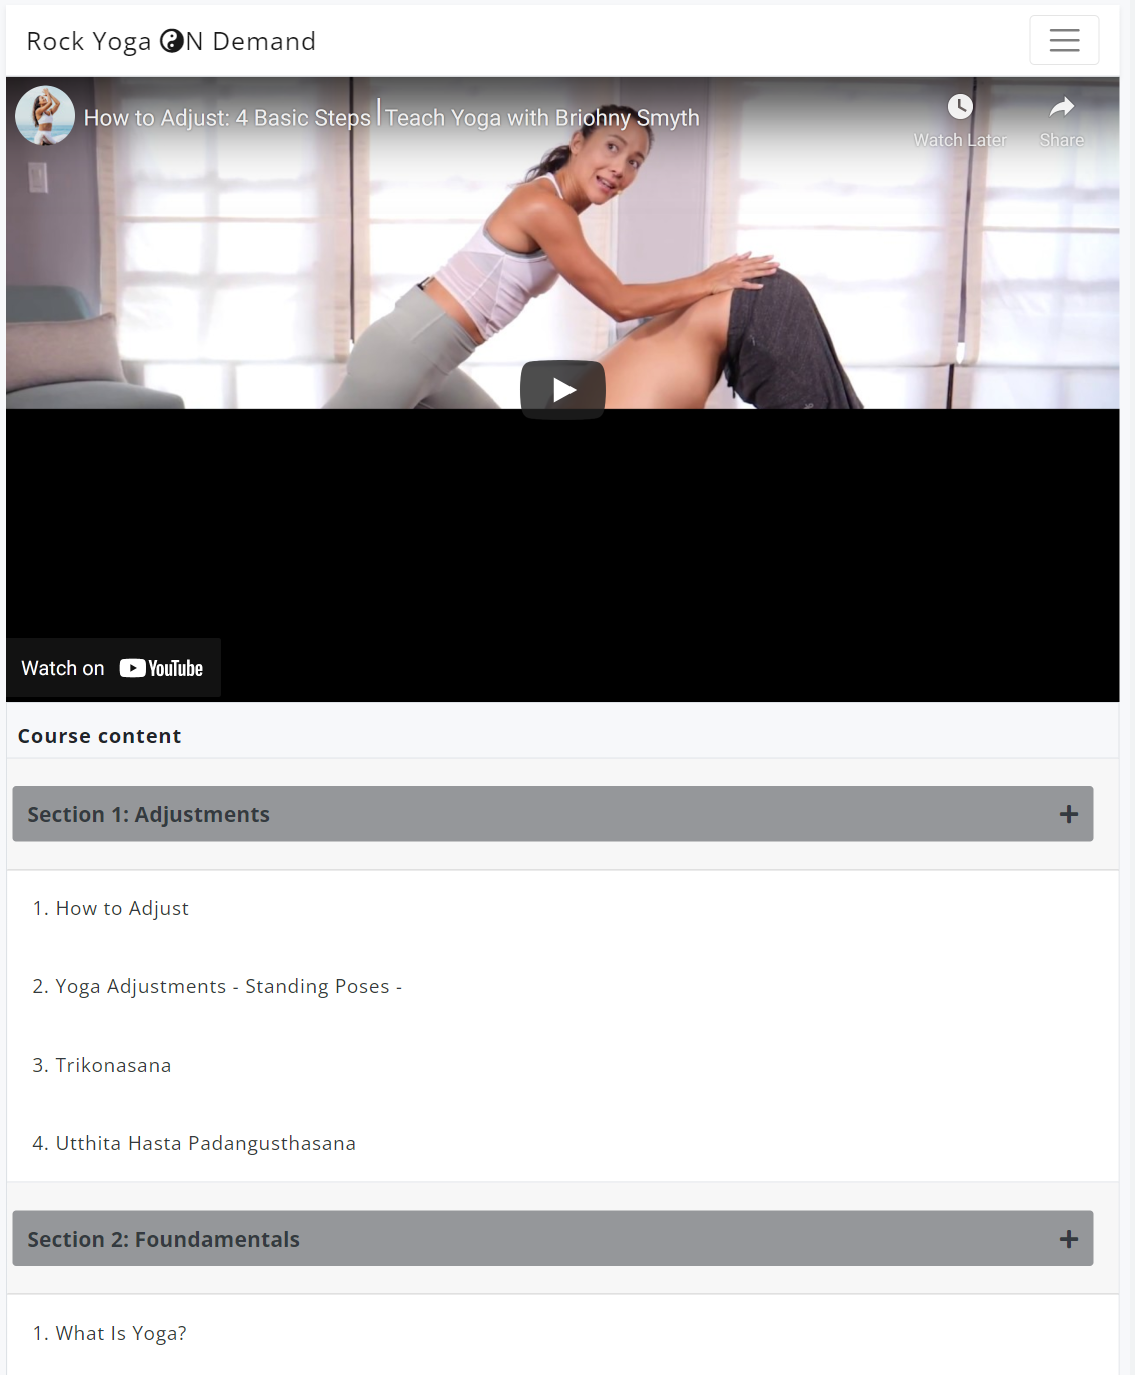 Rock Yoga ☯N Demand
How to Adjust: 4 Basic Steps | Teach Yoga with Briohny Smyth
Watch Later
Share
Watch on YouTube
Course content
Section 1: Adjustments +
1. How to Adjust
2. Yoga Adjustments - Standing Poses -
3. Trikonasana
4. Utthita Hasta Padangusthasana
Section 2: Foundamentals +
1. What Is Yoga?